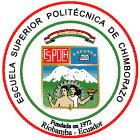 ESCUELA SUPERIOR POLITÉCNICA DE CHIMBORAZO
ESPOCH
Fundada en 1972
Riobamba - Ecuador